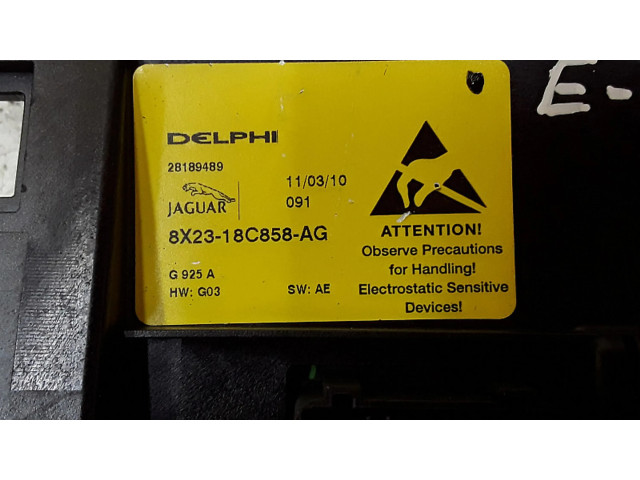 DELPHI
28189489
11/03/10
JAGUAR
091
8X23-18C858-AG
G 925 A
HW: G03 SW: AE
ATTENTION!
Observe Precautions
for Handling!
Electrostatic Sensitive
Devices!
E-